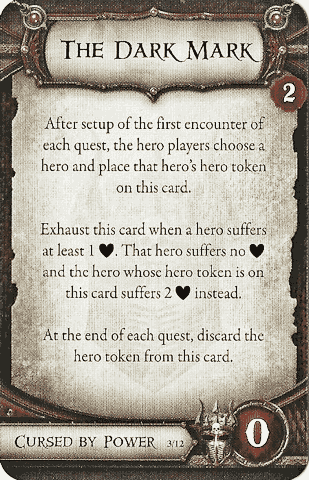 THE DARK MARK
2
After setup of the first encounter of
each quest, the hero players choose a
hero and place that hero's hero token
on this card.
Exhaust this card when a hero suffers
at least 1 ♥. That hero suffers no ♥
and the hero whose hero token is on
this card suffers 2 ♥ instead.
At the end of each quest, discard the
hero token from this card.
CURSED BY POWER 3/12
0